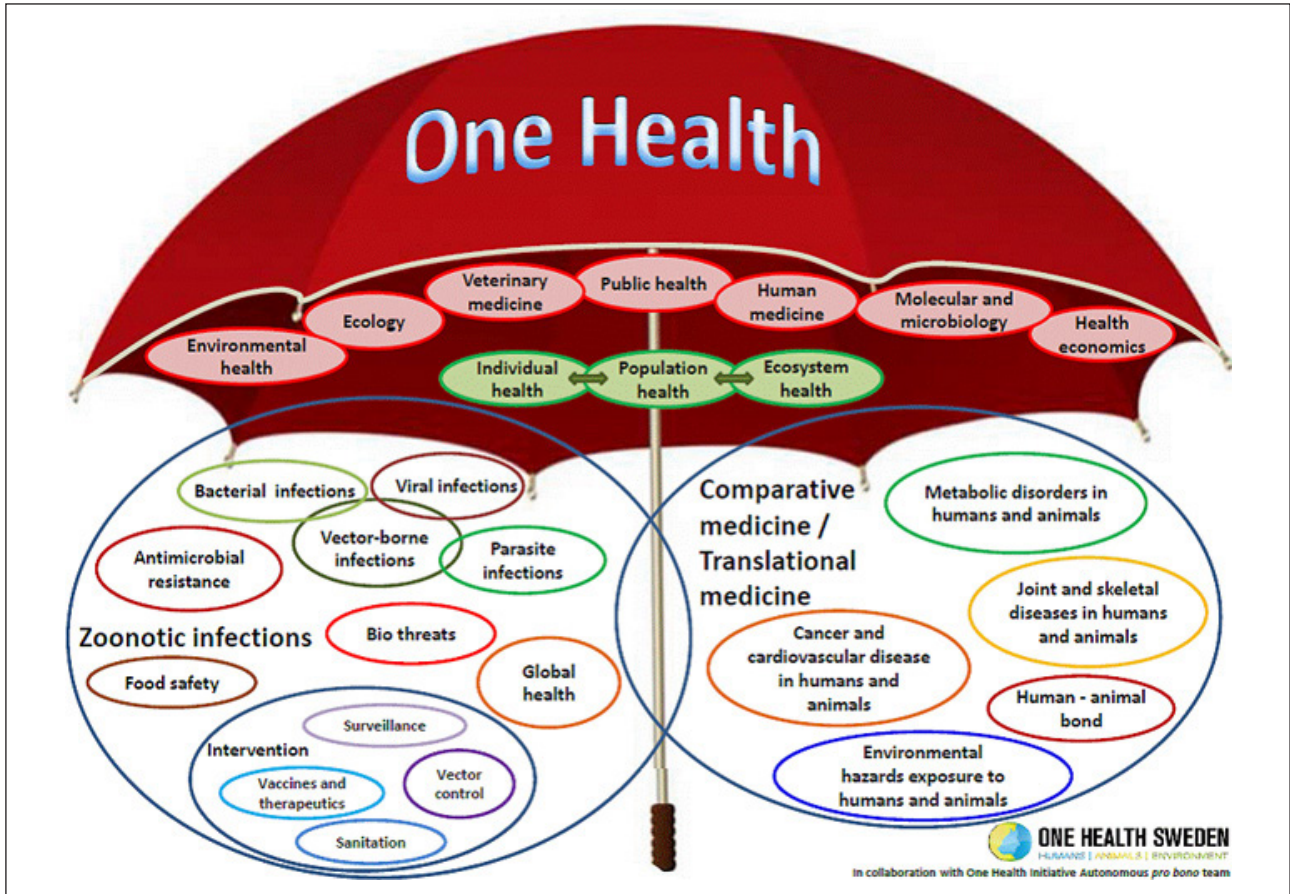 One Health
Public health
Veterinary
medicine
Human
medicine
Molecular and
microbiology
Ecology
Health
economics
Environmental
health
Individual
health
Population
health
Ecosystem
health
Bacterial infections
Viral infections
Vector-borne
infections
Parasite
infections
Antimicrobial
resistance
Zoonotic infections
Bio threats
Food safety
Global
health
Intervention
Surveillance
Vaccines and
therapeutics
Vector
control
Sanitation
Comparative
medicine /
Translational
medicine
Metabolic disorders in
humans and animals
Joint and skeletal
diseases in humans
and animals
Cancer and
cardiovascular disease
in humans and
animals
Human - animal
bond
Environmental
hazards exposure to
humans and animals
ONE HEALTH SWEDEN
HUMANS | ANIMALS | ENVIRONMENT
In collaboration with One Health Initiative Autonomous pro bono team